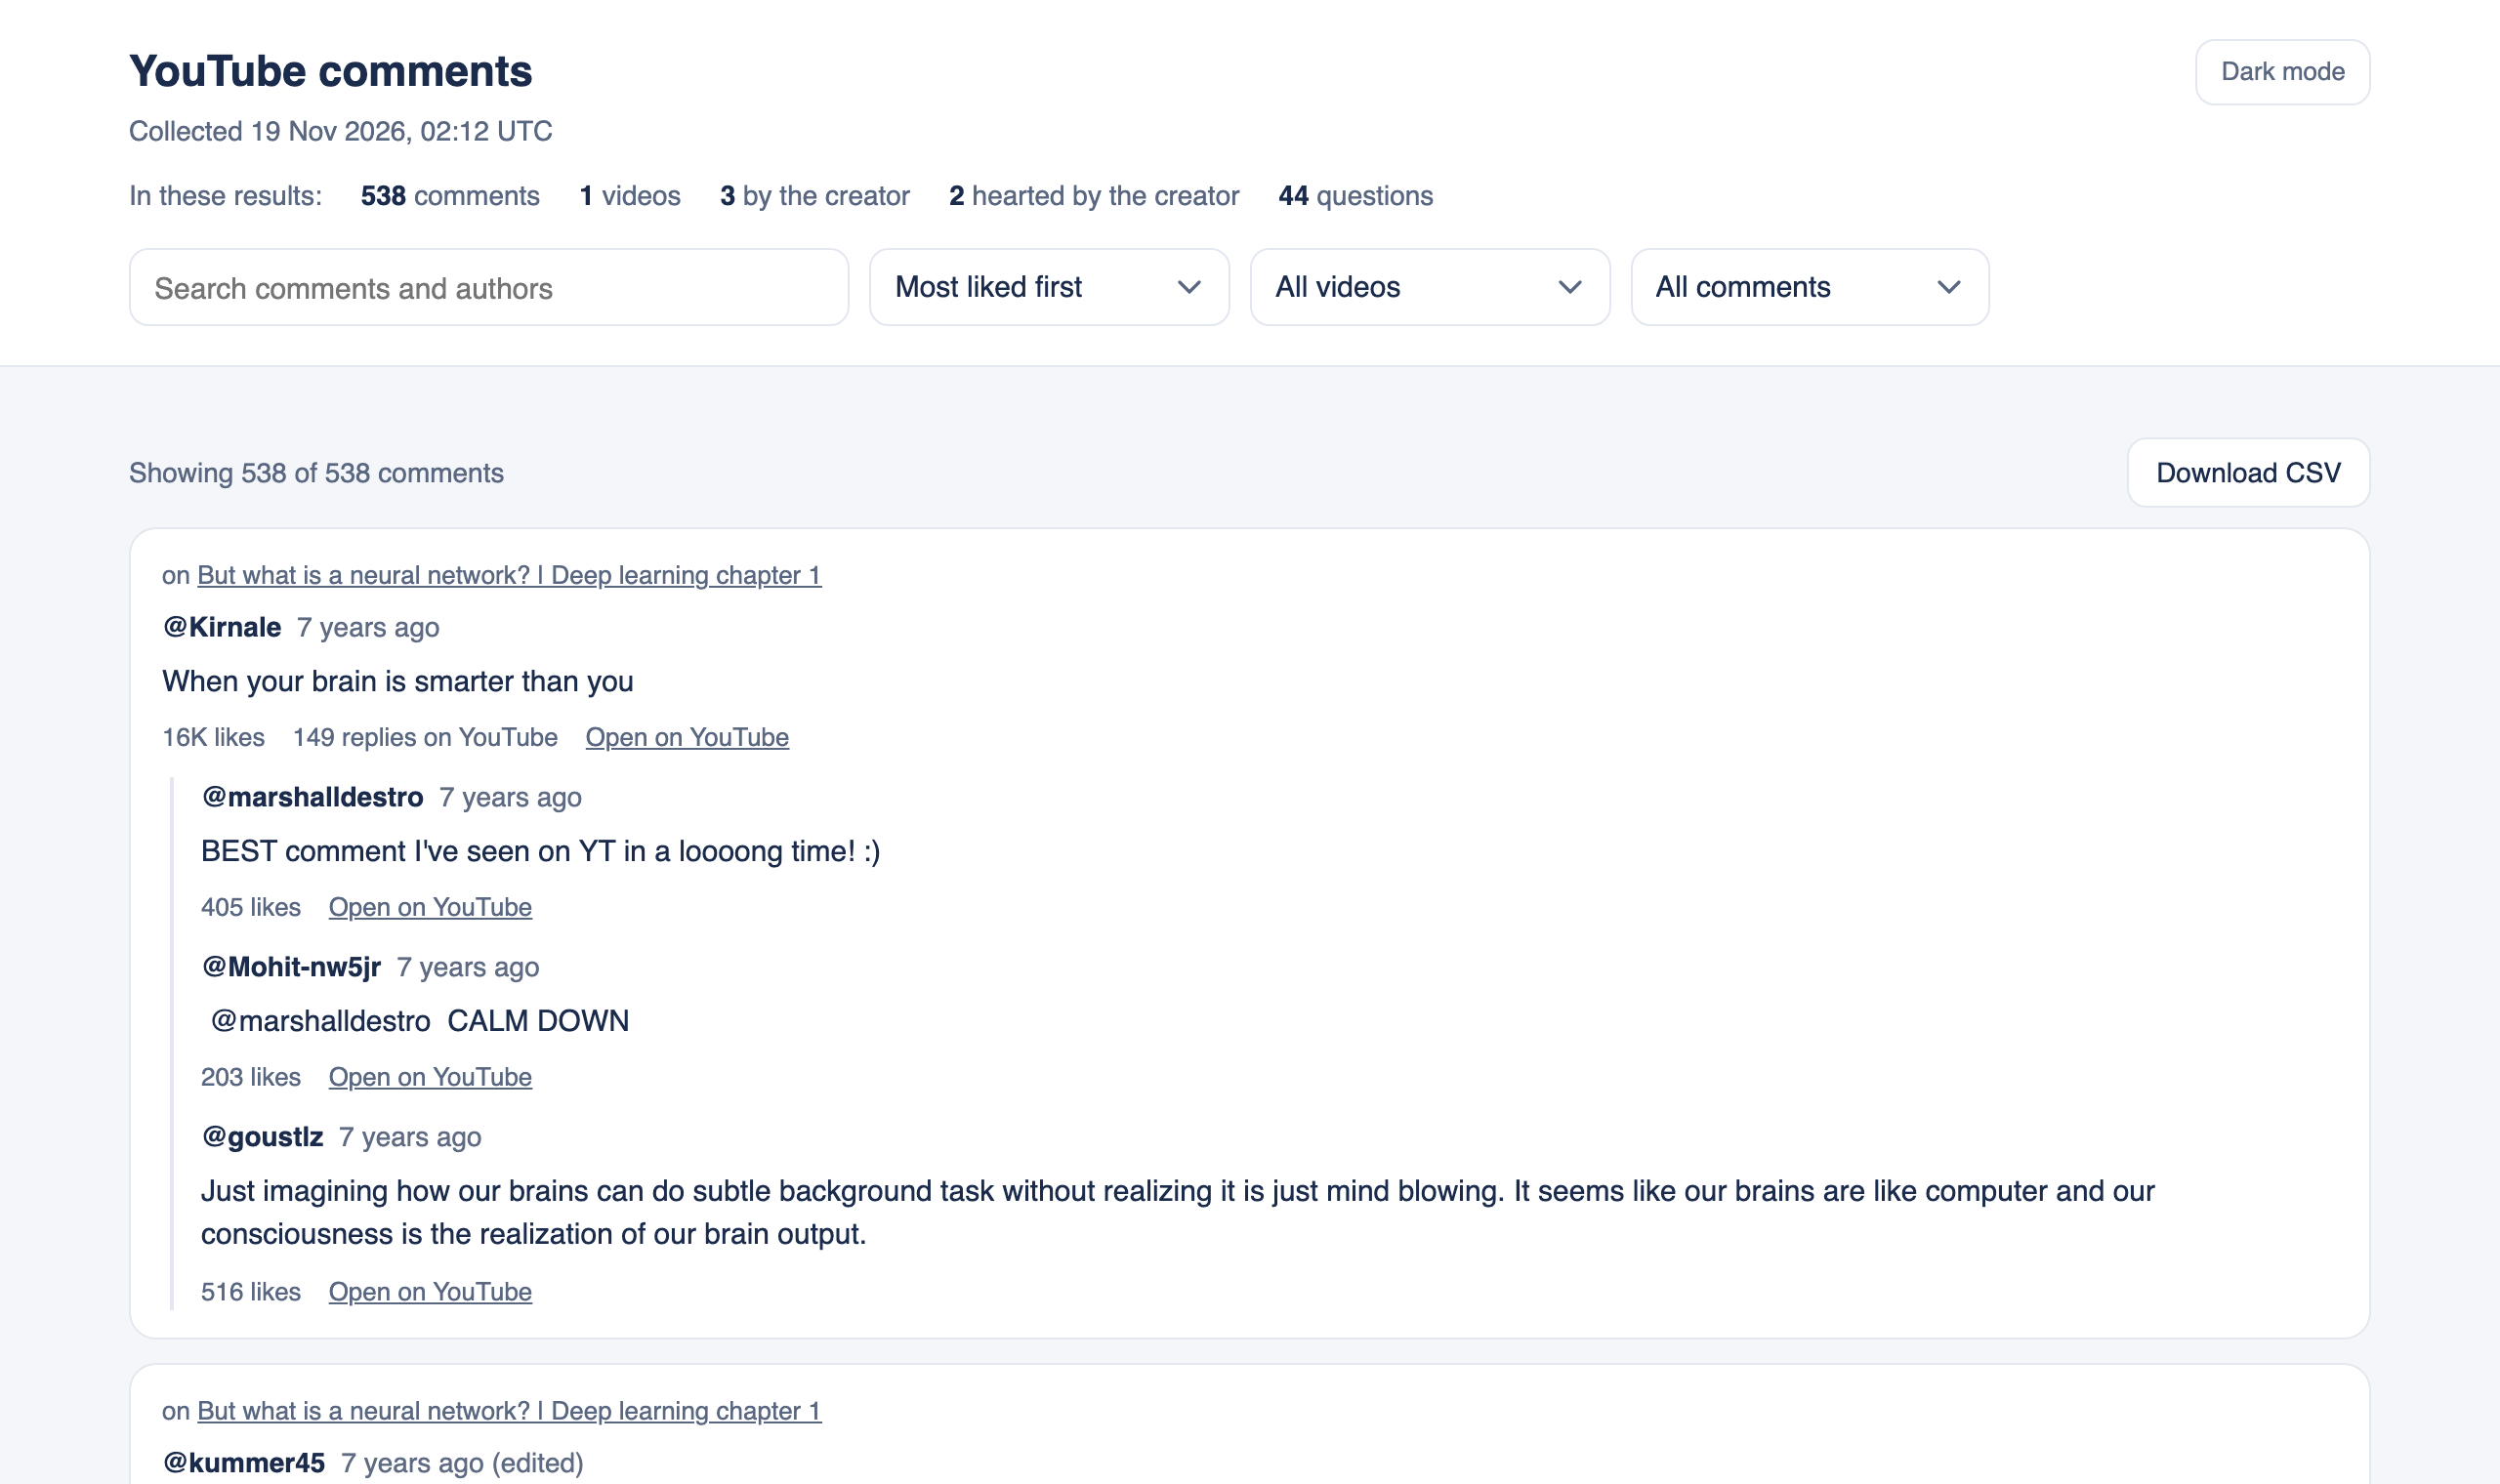 YouTube comments
Dark mode
Collected 19 Nov 2026, 02:12 UTC
In these results: 538 comments 1 videos 3 by the creator 2 hearted by the creator 44 questions
Search comments and authors
Most liked first
All videos
All comments
Showing 538 of 538 comments
Download CSV
on But what is a neural network? | Deep learning chapter 1
@Kirnale 7 years ago
When your brain is smarter than you
16K likes 149 replies on YouTube Open on YouTube
@marshalldestro 7 years ago
BEST comment I've seen on YT in a loooong time! :)
405 likes Open on YouTube
@Mohit-nw5jr 7 years ago
@marshalldestro CALM DOWN
203 likes Open on YouTube
@goustlz 7 years ago
Just imagining how our brains can do subtle background task without realizing it is just mind blowing. It seems like our brains are like computer and our
consciousness is the realization of our brain output.
516 likes Open on YouTube
on But what is a neural network? | Deep learning chapter 1
@kummer45 7 years ago (edited)